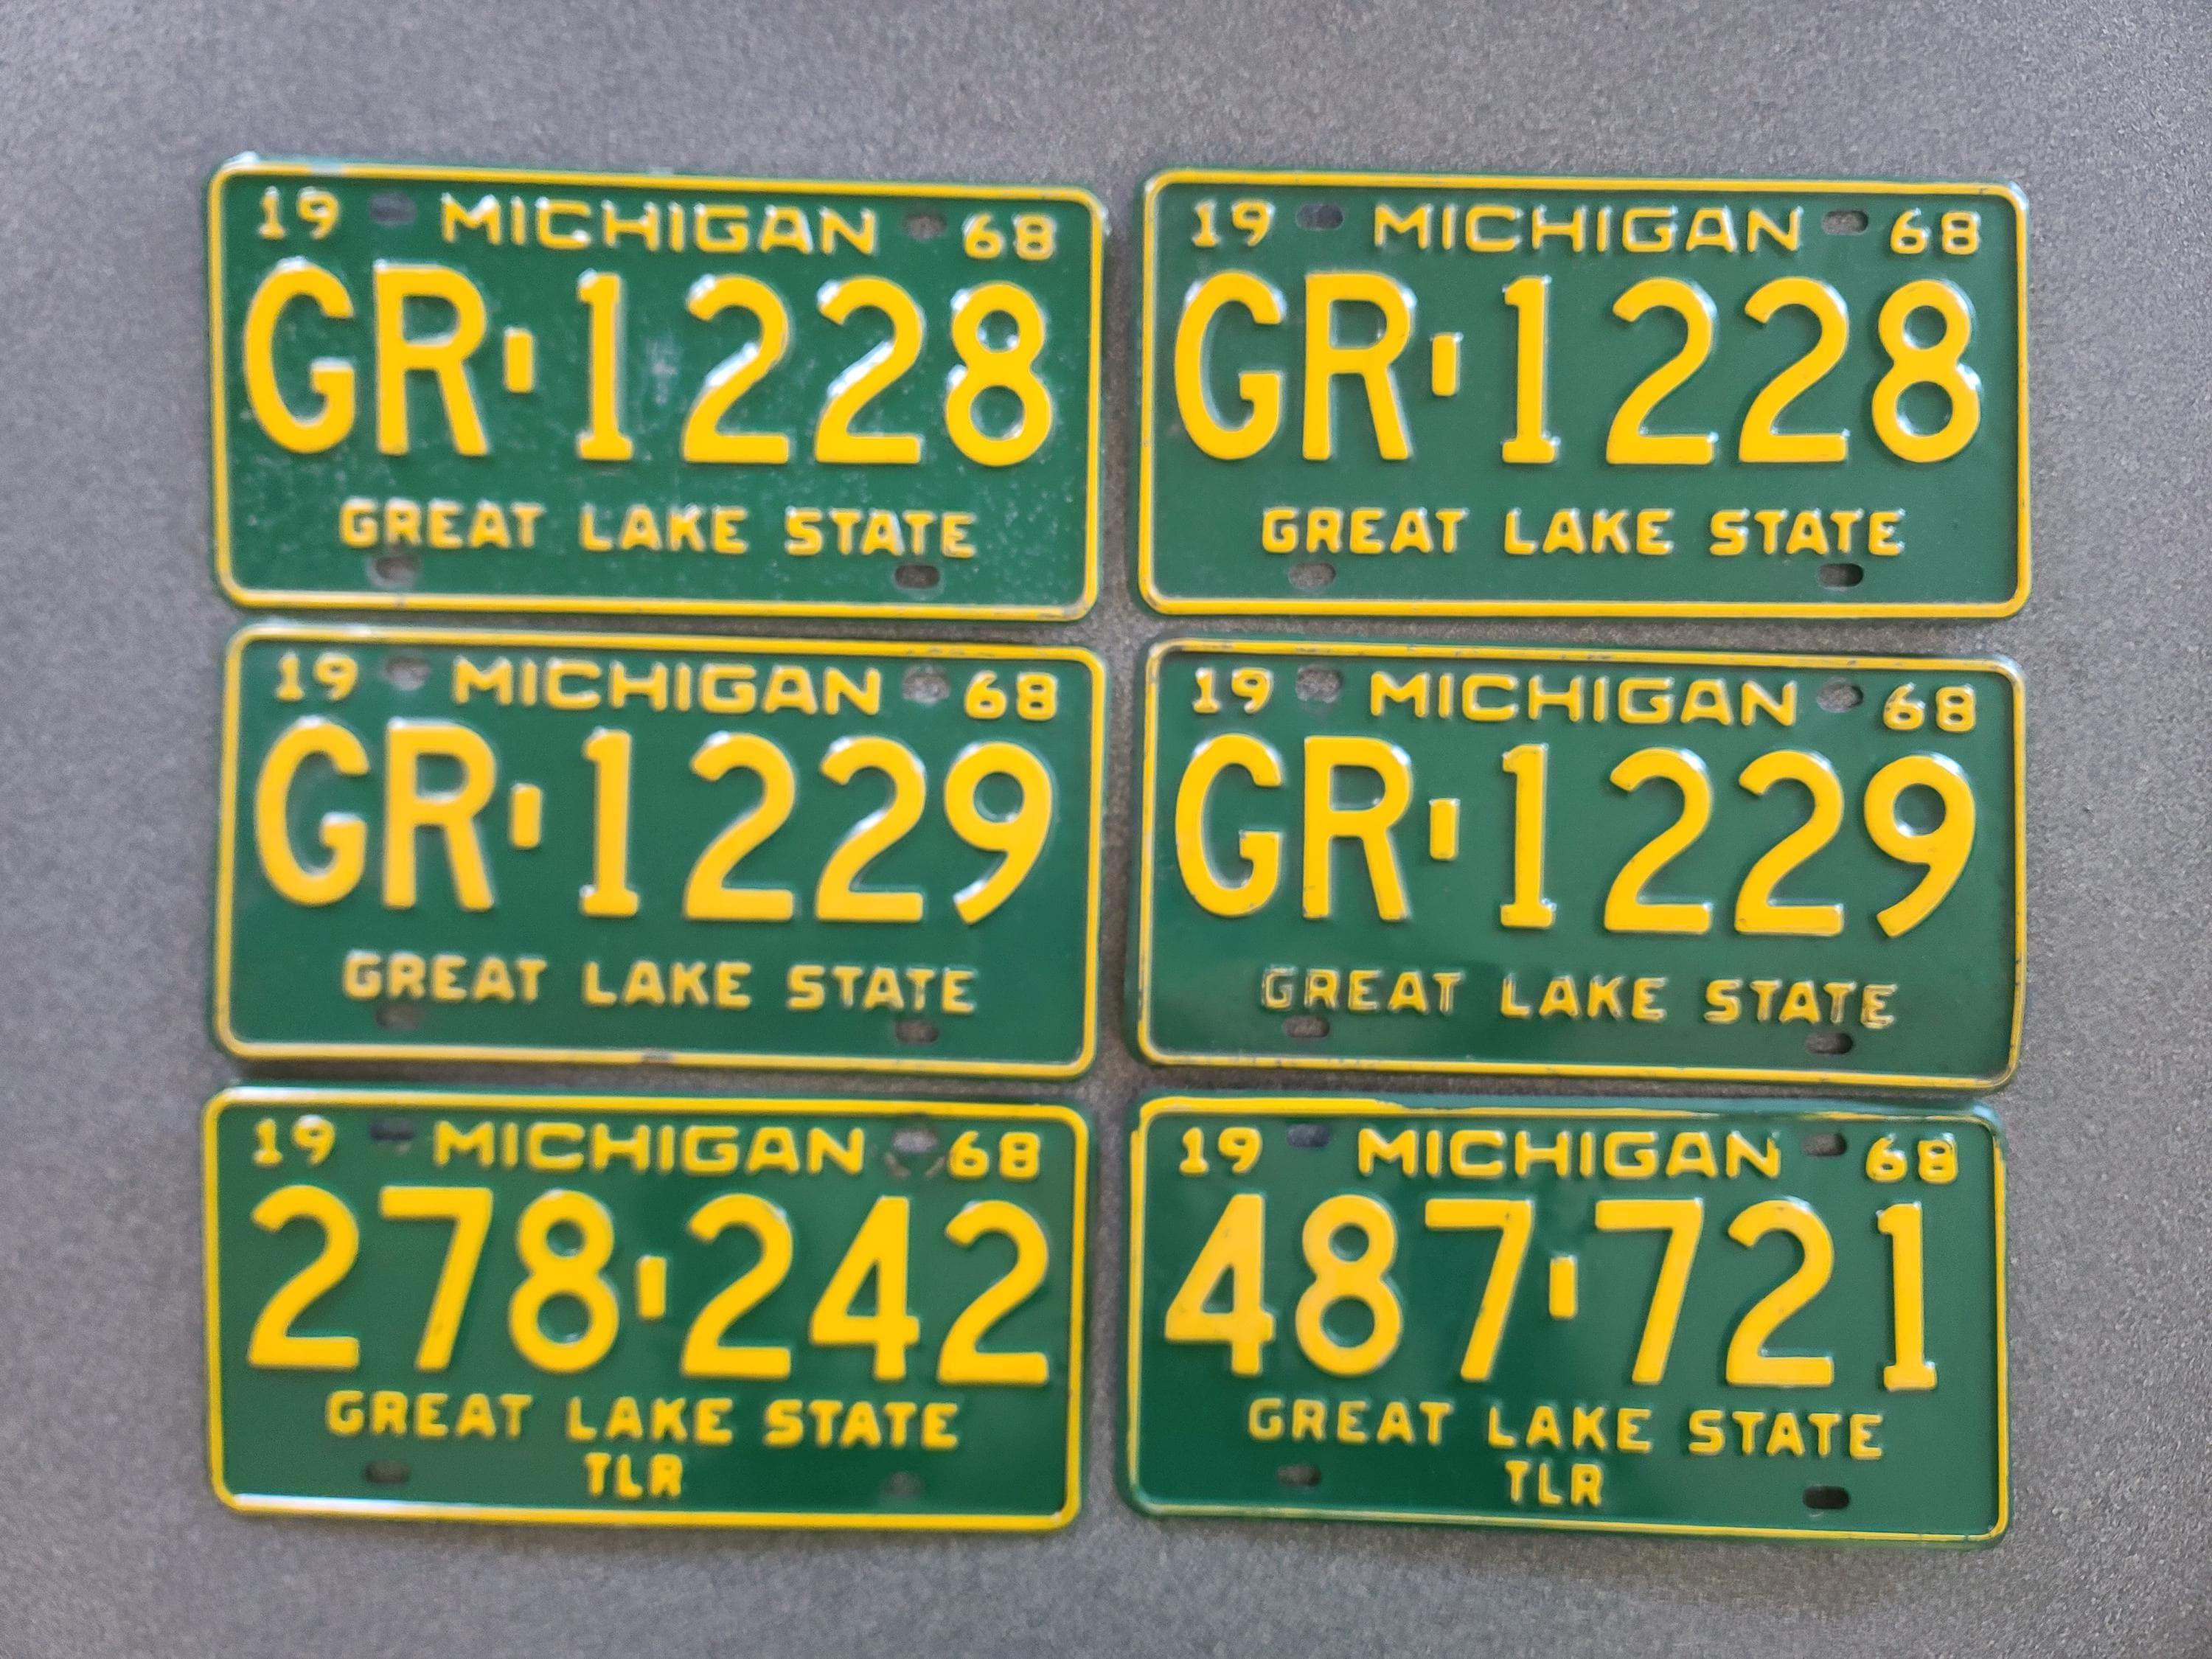 19 MICHIGAN 68
GR-1228
GREAT LAKE STATE
19 MICHIGAN 68
GR-1228
GREAT LAKE STATE
19 MICHIGAN 68
GR-1229
GREAT LAKE STATE
19 MICHIGAN 68
GR-1229
GREAT LAKE STATE
19 MICHIGAN 68
278-242
GREAT LAKE STATE
TLR
19 MICHIGAN 68
487-721
GREAT LAKE STATE
TLR